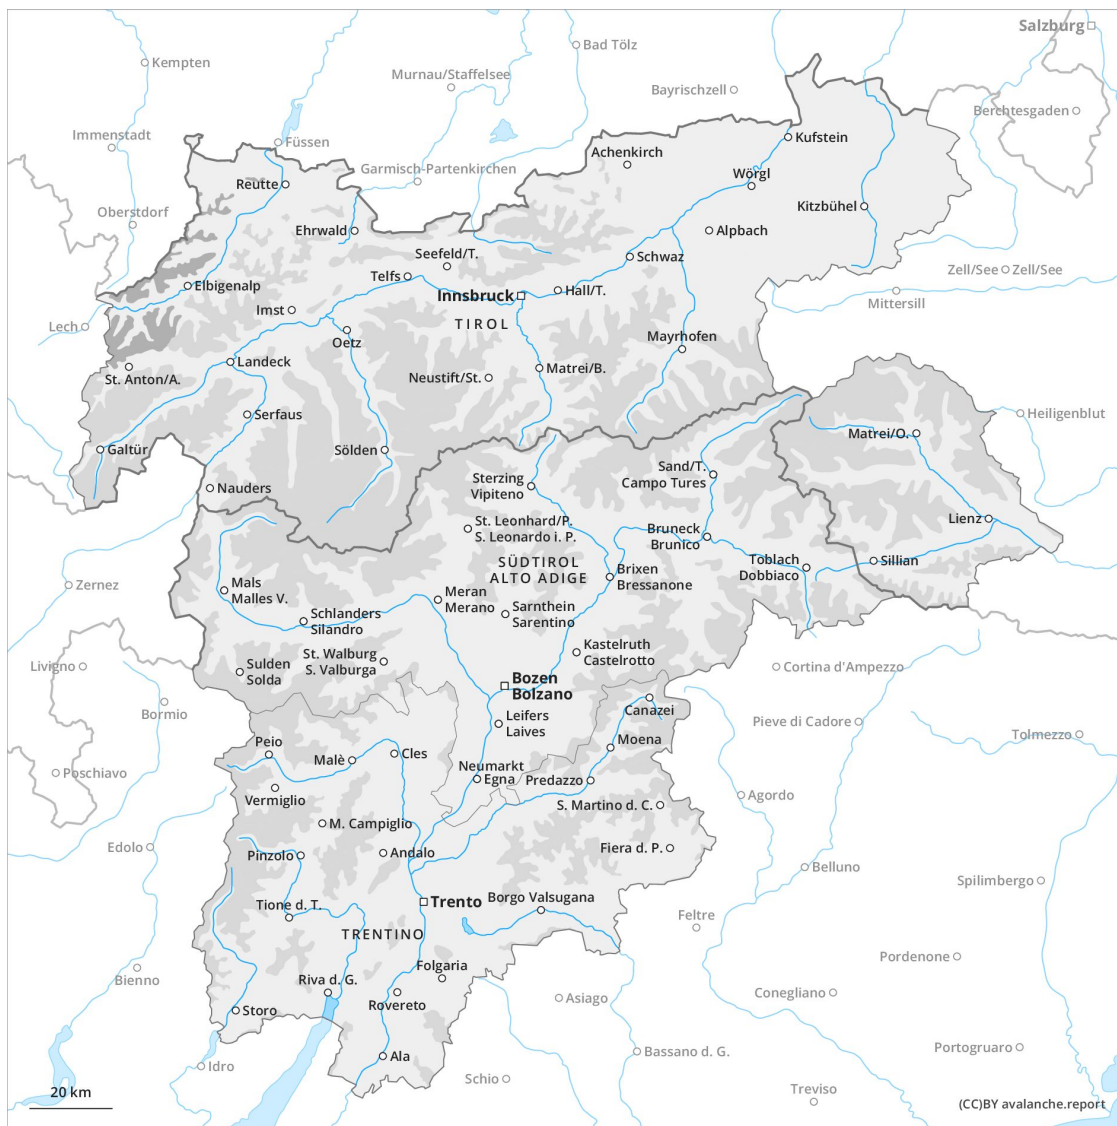 Salzburg
Bad Tölz
Kempten
Murnau/Staffelsee
Bayrischzell
Berchtesgaden
Immenstadt
Füssen
Kufstein
Achenkirch
Garmisch-Partenkirchen
Wörgl
Reutte
Kitzbühel
Oberstdorf
Ehrwald
Alpbach
Seefeld/T.
Schwaz
Telfs
Zell/See
Zell/See
Elbigenalp
Hall/T.
Innsbruck
Mittersill
Imst
TIROL
Lech
Oetz
Mayrhofen
Landeck
Matrei/B.
St. Anton/A.
Neustift/St.
Serfaus
Heiligenblut
Matrei/O.
Galtür
Sölden
Sand/T.
Campo Tures
Sterzing
Vipiteno
Nauders
Lienz
St. Leonhard/P.
S. Leonardo i. P.
Bruneck
Brunico
SÜDTIROL
ALTO ADIGE
Toblach
Dobbiaco
Sillian
Brixen
Bressanone
Zernez
Mals
Malles V.
Meran
Merano
Sarnthein
Sarentino
Schlanders
Silandro
Kastelruth
Castelrotto
St. Walburg
S. Valburga
Livigno
Sulden
Solda
Cortina d'Ampezzo
Bozen
Bolzano
Bormio
Canazei
Leifers
Laives
Pieve di Cadore
Tolmezzo
Moena
Peio
Malè
Cles
Neumarkt
Egna
Predazzo
Poschiavo
Vermiglio
Agordo
S. Martino d. C.
M. Campiglio
Edolo
Pinzolo
Andalo
Fiera d. P.
Belluno
Spilimbergo
Trento
Borgo Valsugana
Tione d. T.
Feltre
TRENTINO
Pordenone
Bienno
Folgaria
Riva d. G.
Rovereto
Asiago
Conegliano
Storo
Portogruaro
Ala
Bassano d. G.
Idro
Schio
Treviso
20 km
(CC)BY avalanche.report